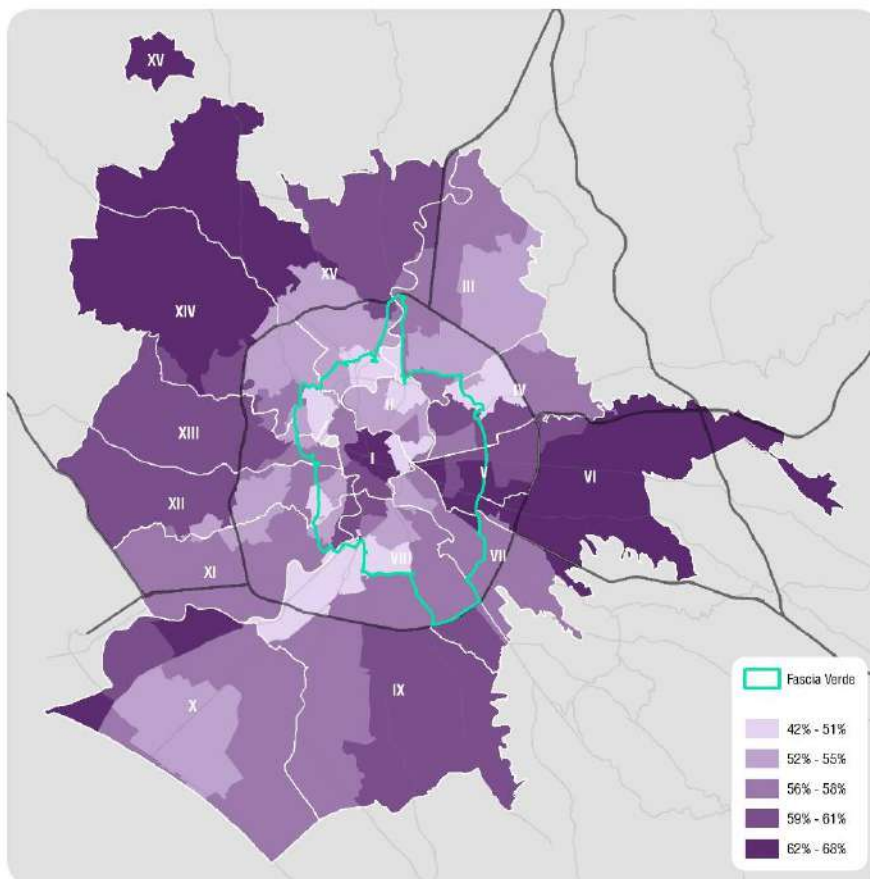 XV
XV
III
XIV
IV
II
XIII
I
V
VI
XII
VIII
VII
XI
IX
X
Fascia Verde
42% - 51%
52% - 55%
56% - 58%
59% - 61%
62% - 68%